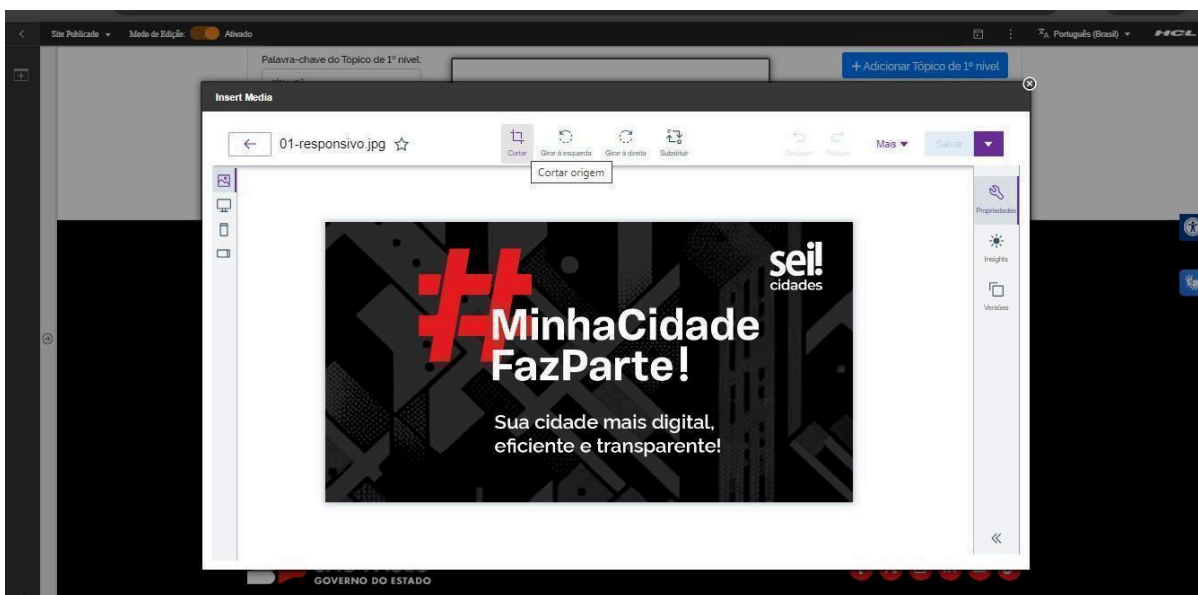 Site Publicado
Modo de Edição:
Ativado
Português (Brasil)
HCL
Palavra-chave do Tópico de 1º nível:
+ Adicionar Tópico de 1º nível
Insert Media
01-responsivo.jpg
Cortar
Girar à esquerda
Girar à direita
Substituir
Mais
Salvar
Cortar origem
Propriedades
Insights
Versões
sei!
cidades
#MinhaCidade
FazParte!
Sua cidade mais digital,
eficiente e transparente!
GOVERNO DO ESTADO